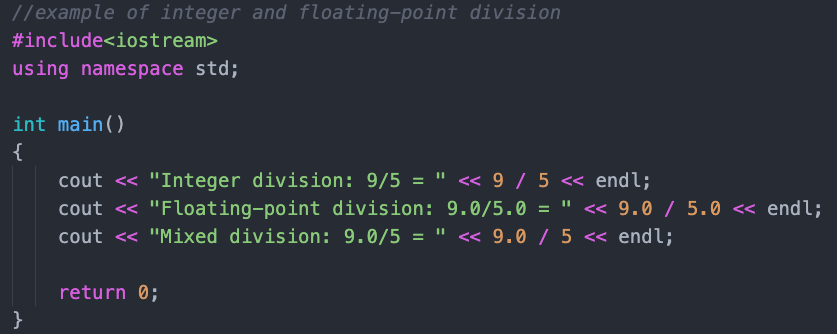 //example of integer and floating-point division
#include<iostream>
using namespace std;

int main()
{
    cout << "Integer division: 9/5 = " << 9 / 5 << endl;
    cout << "Floating-point division: 9.0/5.0 = " << 9.0 / 5.0 << endl;
    cout << "Mixed division: 9.0/5 = " << 9.0 / 5 << endl;

    return 0;
}